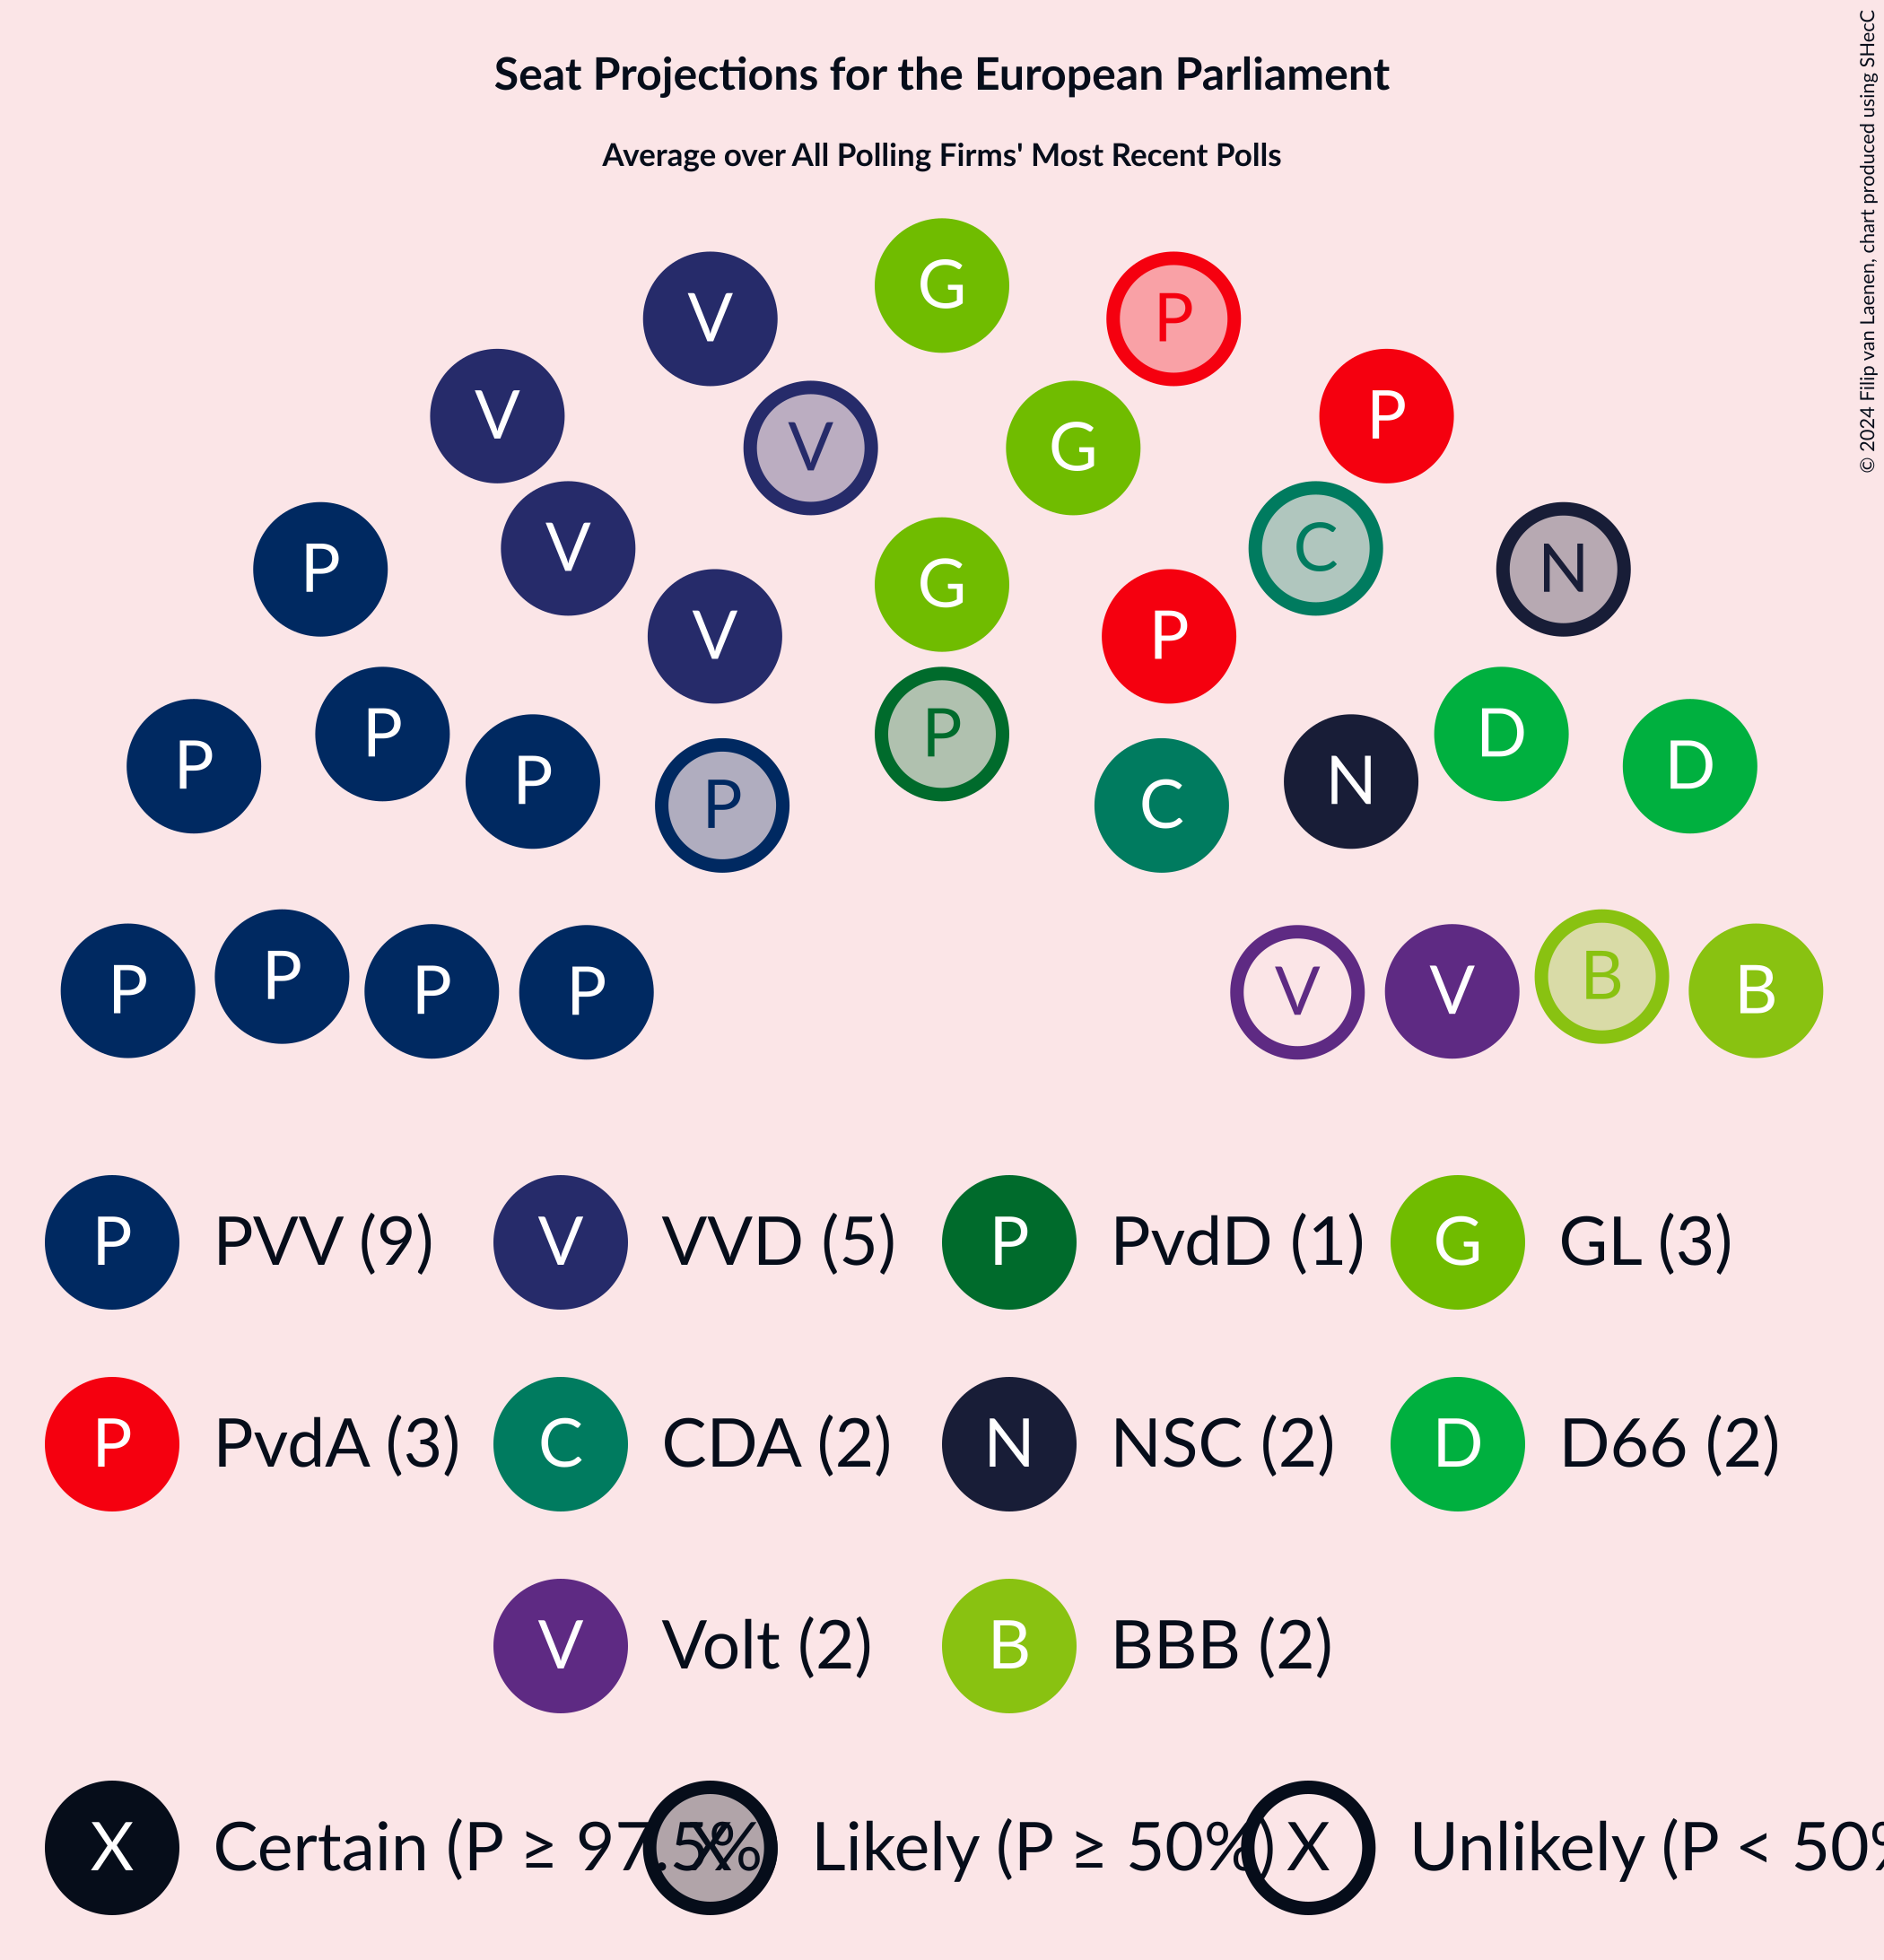 Seat Projections for the European Parliament
Average over All Polling Firms' Most Recent Polls
© 2024 Filip van Laenen, chart produced using SHecC
G
V P
V P
V G
V C
P N
G
V P
P D
P D
P N
P C
P P P P V V B B
P PVV (9) V VVD (5) P PvdD (1) G GL (3)
P PvdA (3) C CDA (2) N NSC (2) D D66 (2)
V Volt (2) B BBB (2)
X Certain (P ≥ 97.5% X Likely (P ≥ 50%) X Unlikely (P < 50%